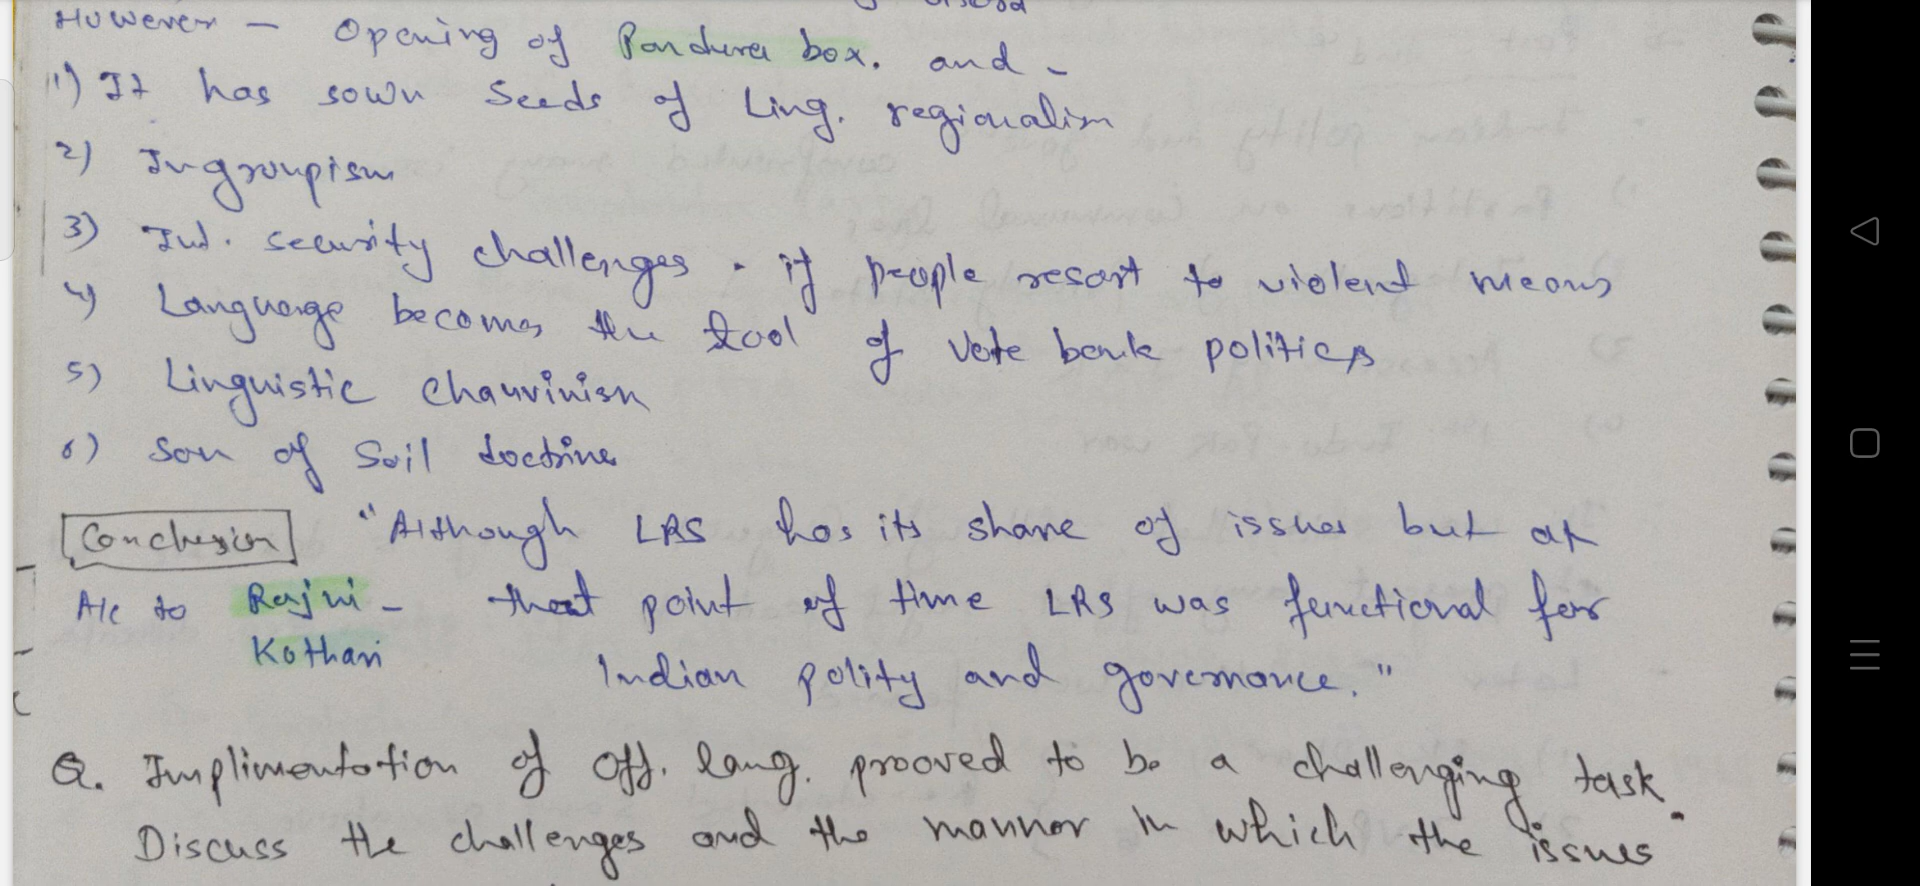 However - Opening of Pandura box. and -
1) It has sown seeds of Ling. regionalism
2) Ingroupism
3) Int. security challenges. if people resort to violent means
4) Language becomes the tool of vote bank politics
5) Linguistic chauvinism
6) Son of Soil doctrine
Conclusion "Although LRS has its share of issues but at
A/c to Rajni - that point of time LRS was functional for
Kothari Indian polity and governance."
Q. Implimentation of Off. lang. prooved to be a challenging task.
Discuss the challenges and the manner in which the issues